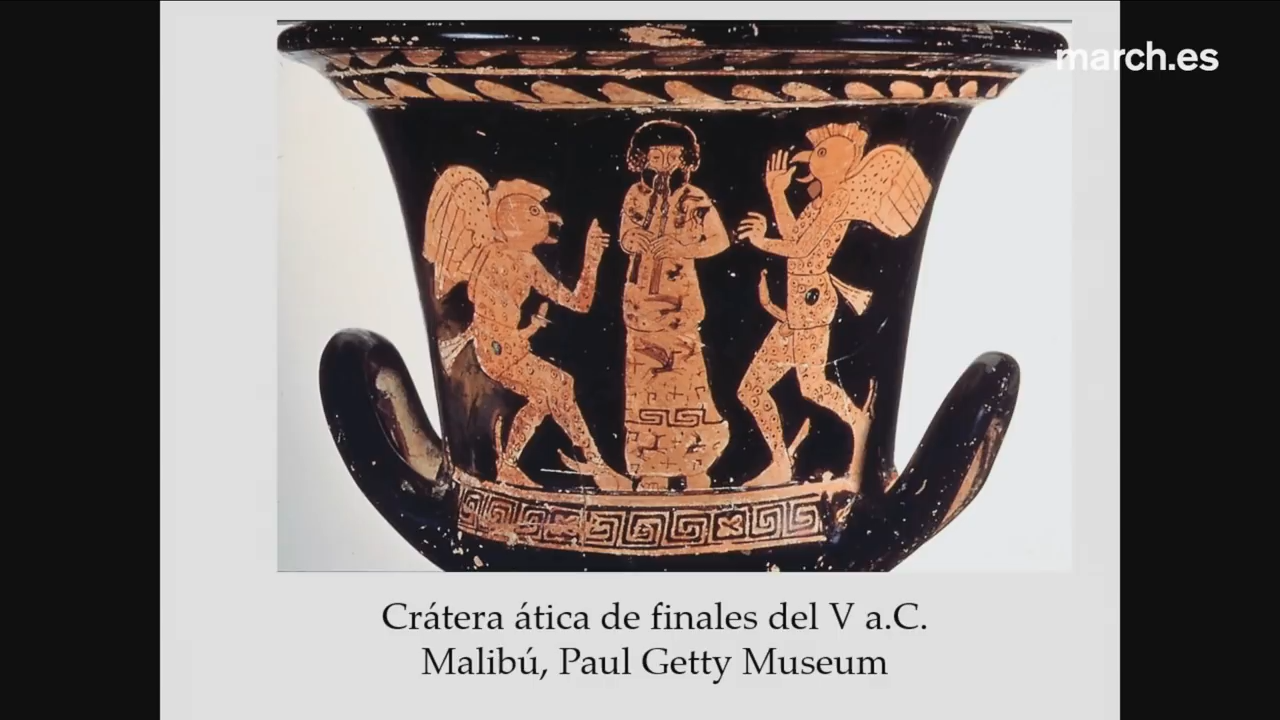 march.es
Crátera ática de finales del V a.C.
Malibú, Paul Getty Museum